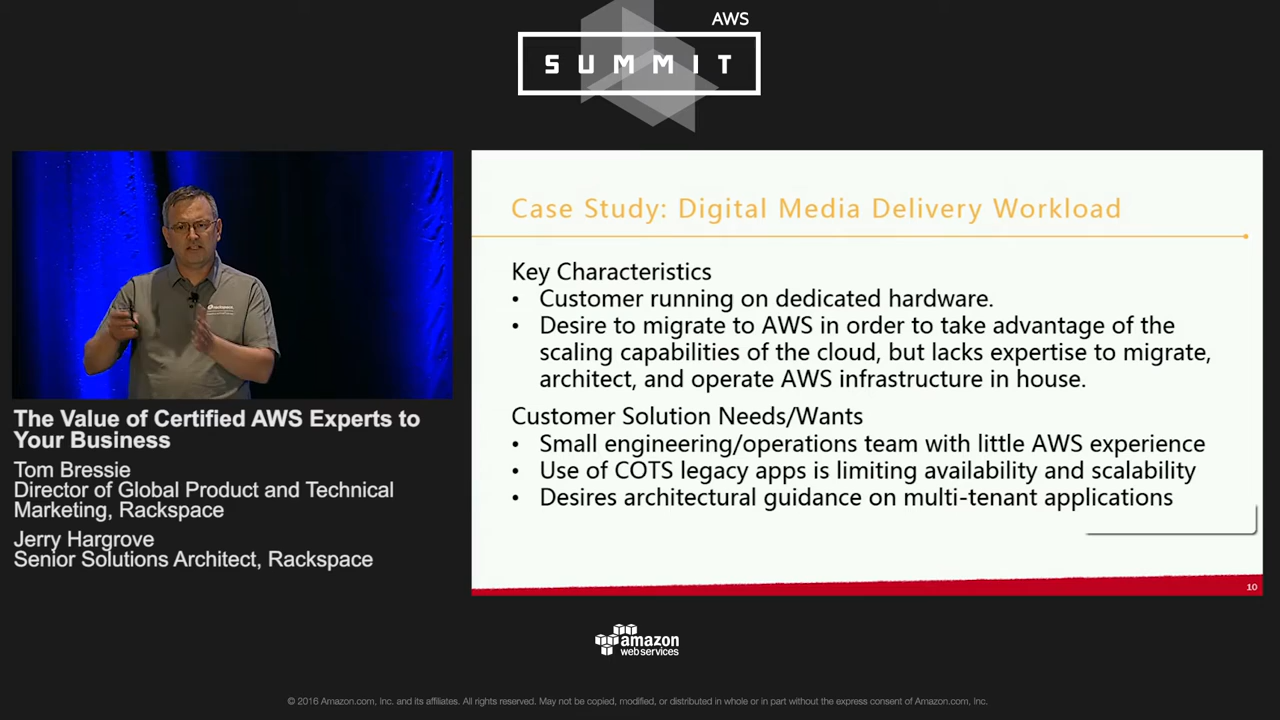 AWS
SUMMIT
Case Study: Digital Media Delivery Workload
Key Characteristics
• Customer running on dedicated hardware.
• Desire to migrate to AWS in order to take advantage of the
scaling capabilities of the cloud, but lacks expertise to migrate,
architect, and operate AWS infrastructure in house.
Customer Solution Needs/Wants
• Small engineering/operations team with little AWS experience
• Use of COTS legacy apps is limiting availability and scalability
• Desires architectural guidance on multi-tenant applications
10
The Value of Certified AWS Experts to
Your Business
Tom Bressie
Director of Global Product and Technical
Marketing, Rackspace
Jerry Hargrove
Senior Solutions Architect, Rackspace
amazon
web services
© 2016 Amazon.com, Inc. and its affiliates. All rights reserved. May not be copied, modified, or distributed in whole or in part without the express consent of Amazon.com, Inc.